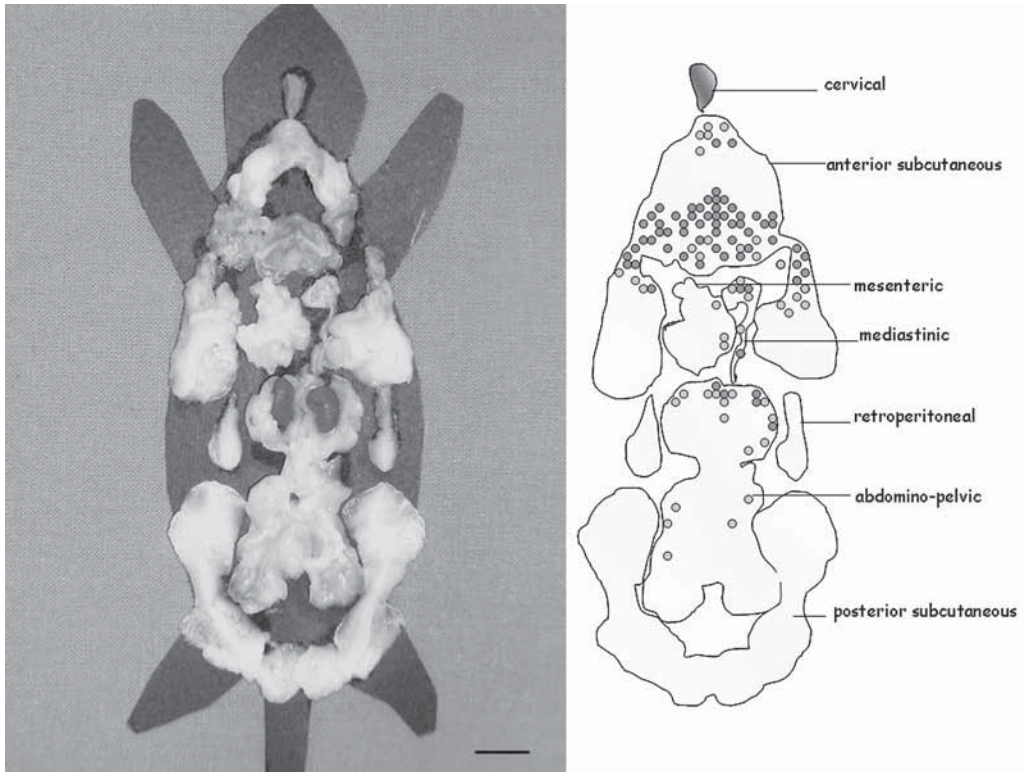 cervical
anterior subcutaneous
mesenteric
mediastinic
retroperitoneal
abdomino-pelvic
posterior subcutaneous